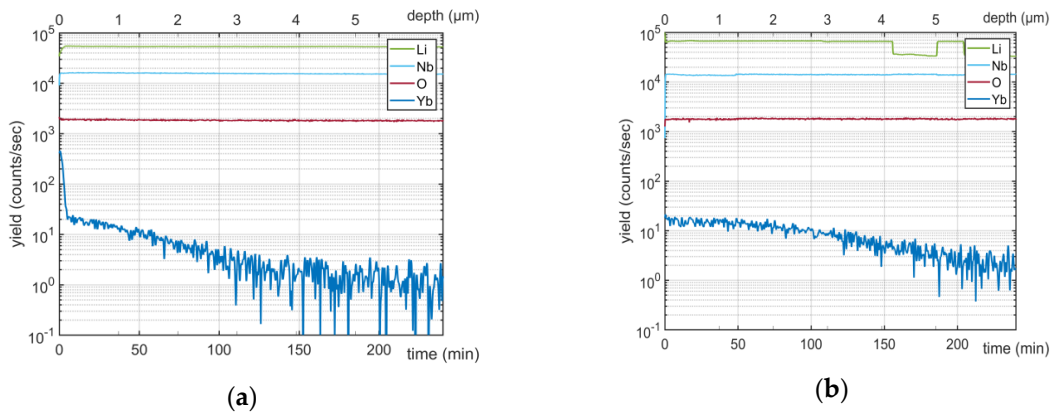 depth (µm)
0 1 2 3 4 5
10^5
10^4
10^3
10^2
10^1
10^0
10^-1
yield (counts/sec)
Li
Nb
O
Yb
0 50 100 150 200
time (min)
(a)
depth (µm)
0 1 2 3 4 5
10^5
10^4
10^3
10^2
10^1
10^0
10^-1
yield (counts/sec)
Li
Nb
O
Yb
0 50 100 150 200
time (min)
(b)